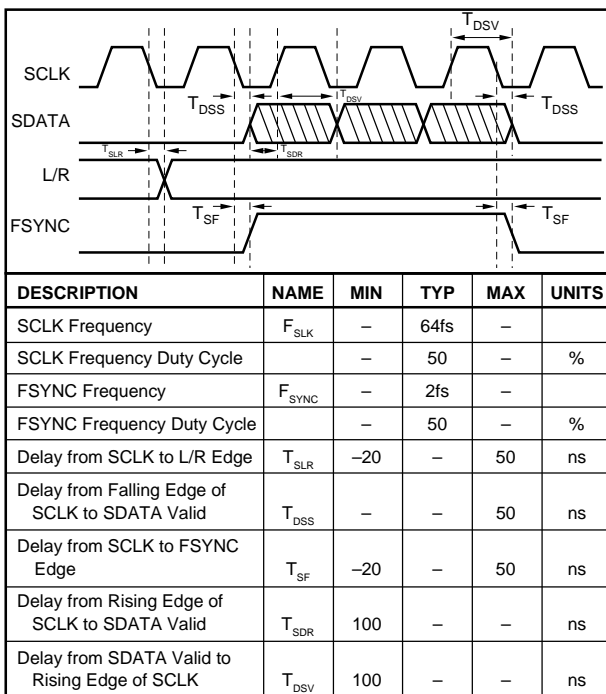 T_DSV
SCLK
T_DSS T_DSV T_DSS
SDATA
T_SLR T_SDR
L/R
T_SF T_SF
FSYNC
DESCRIPTION NAME MIN TYP MAX UNITS
SCLK Frequency F_SLK – 64fs –
SCLK Frequency Duty Cycle – 50 – %
FSYNC Frequency F_SYNC – 2fs –
FSYNC Frequency Duty Cycle – 50 – %
Delay from SCLK to L/R Edge T_SLR –20 – 50 ns
Delay from Falling Edge of
SCLK to SDATA Valid T_DSS – – 50 ns
Delay from SCLK to FSYNC
Edge T_SF –20 – 50 ns
Delay from Rising Edge of
SCLK to SDATA Valid T_SDR 100 – – ns
Delay from SDATA Valid to
Rising Edge of SCLK T_DSV 100 – – ns